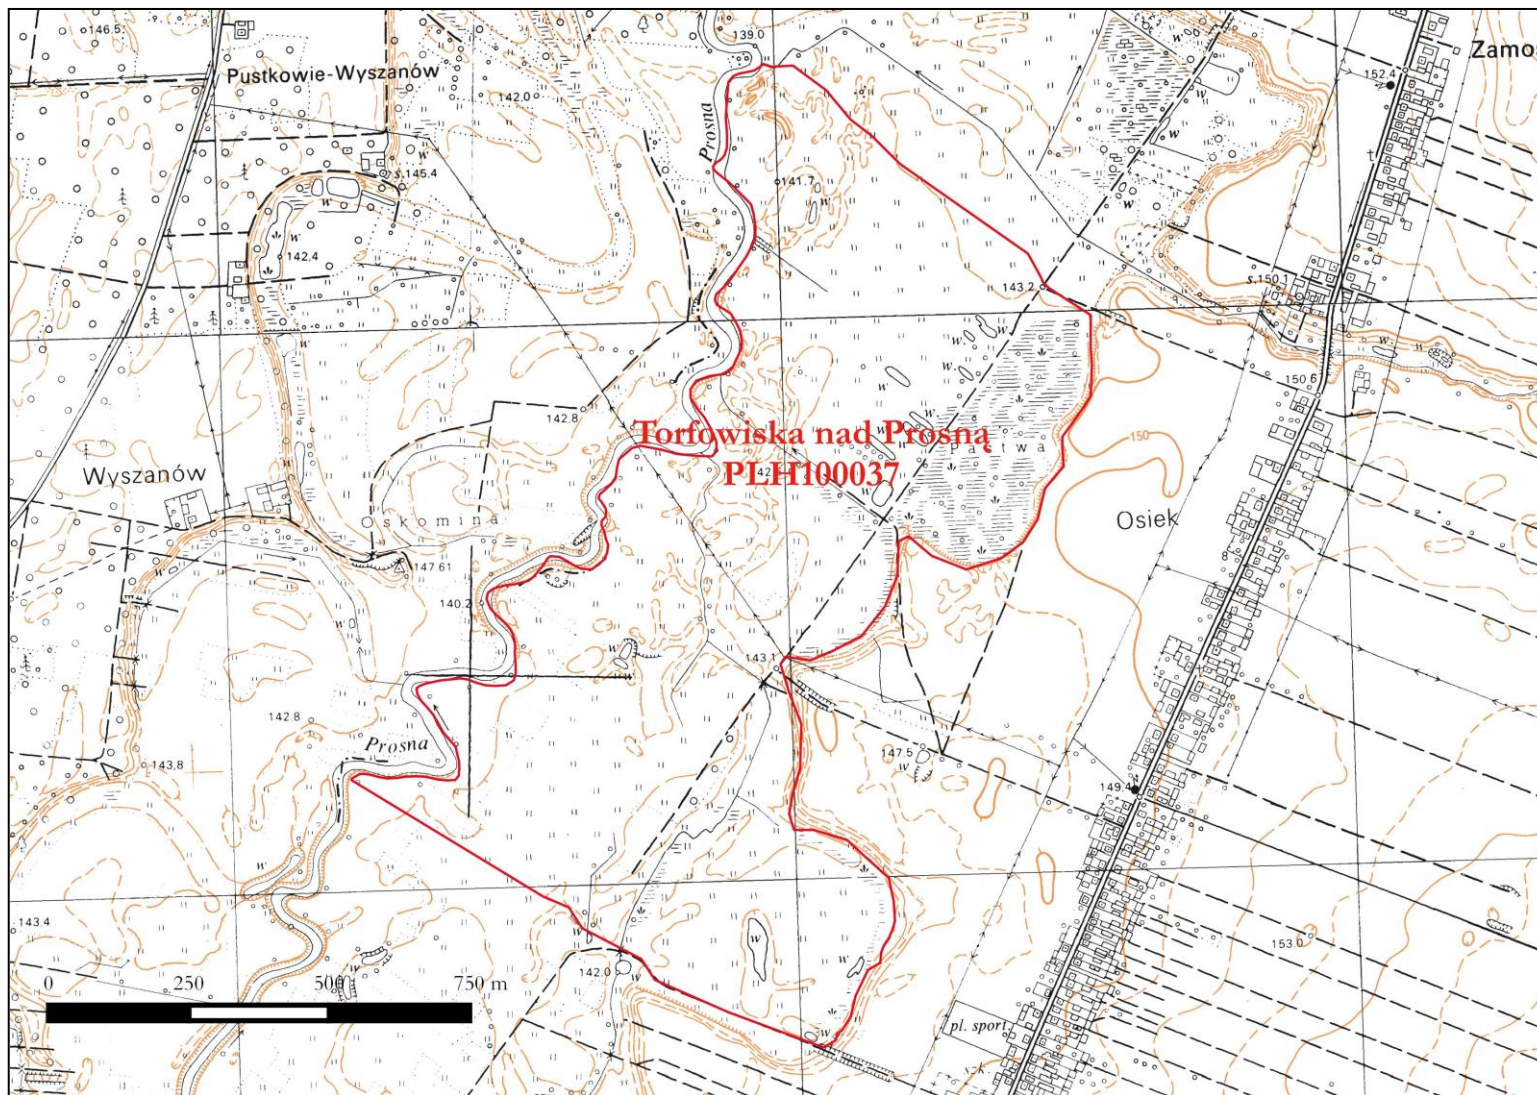 146.5
139.0
Zamo
Pustkowie-Wyszanów
152.4
142.0
Prosna
w
w
w
w
w
t
s.145.4
141.7
w
w
w
w
w
142.4
s.150.1
143.2
w
w
w
w
150.6
w
w
142.8
w
w
Torfowiska nad Prosną
150
w
Wyszanów
PLH100037
w
Oskomina
Osiek
147.61
w
140.2
w
w
143.1
142.8
Prosna
147.5
w
143.8
149.4
w
143.4
w
w
153.0
w
142.0
w
w
0 250 500 750 m
pl. sport.
w
szk.